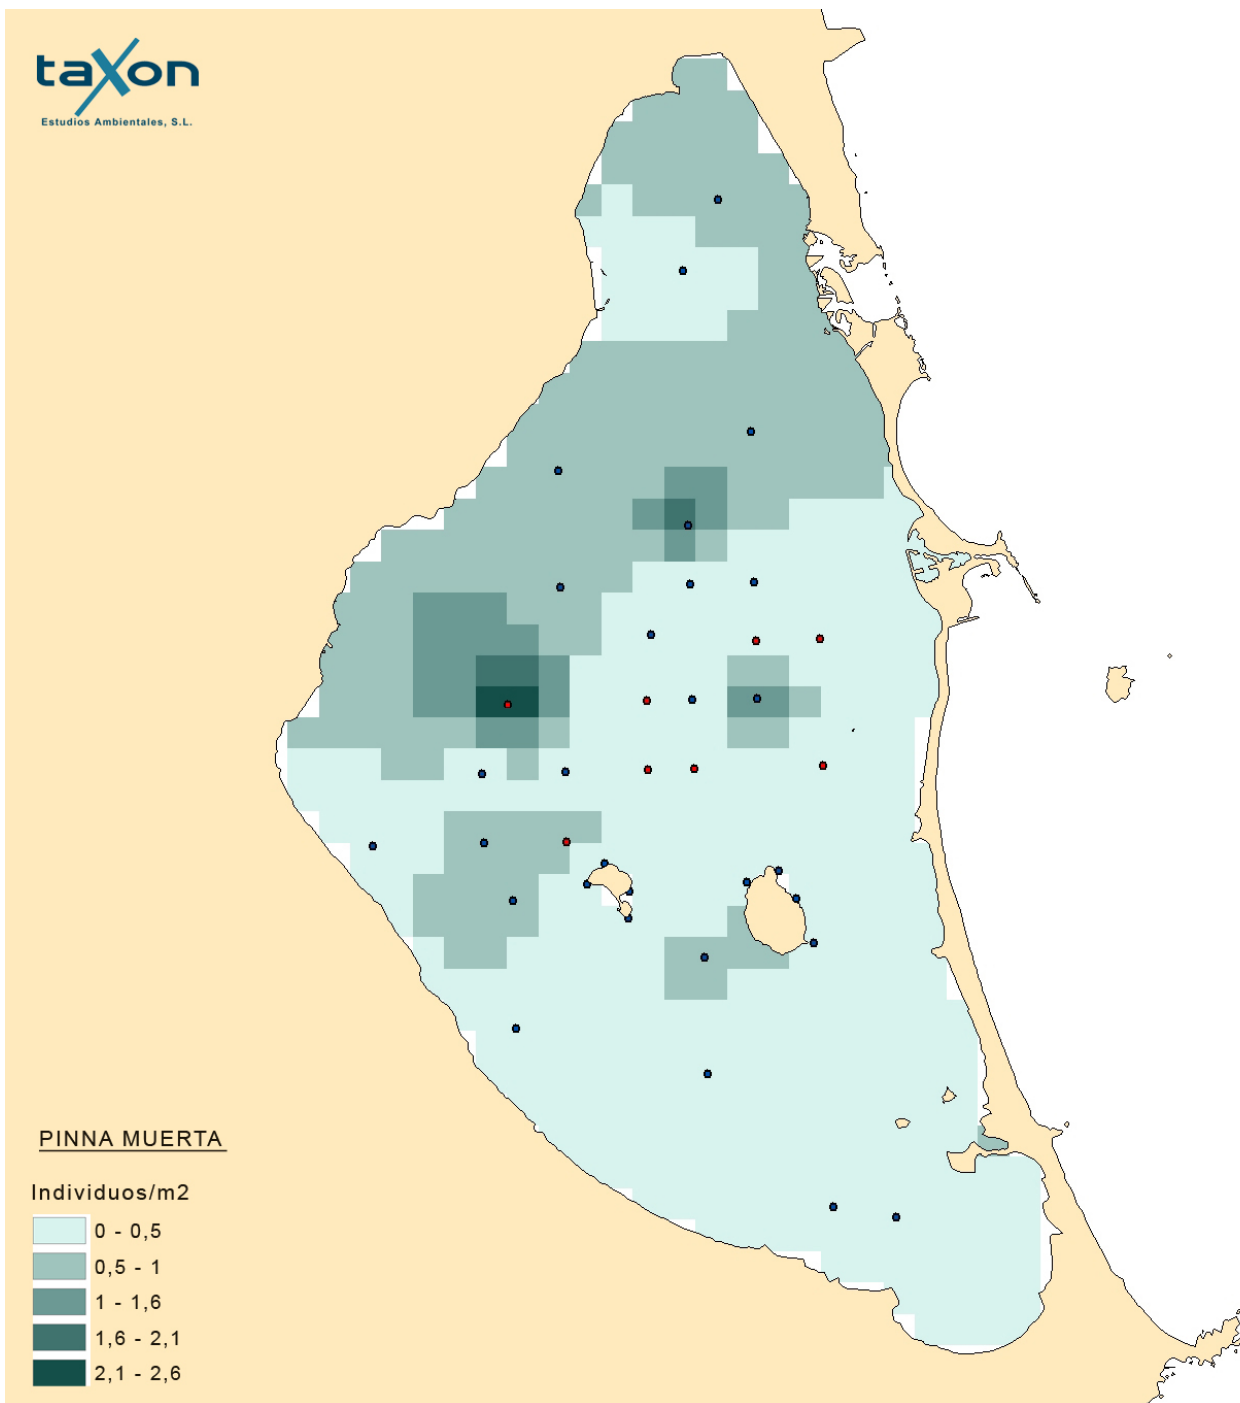 taxon
Estudios Ambientales, S.L.
PINNA MUERTA
Individuos/m2
0 - 0,5
0,5 - 1
1 - 1,6
1,6 - 2,1
2,1 - 2,6